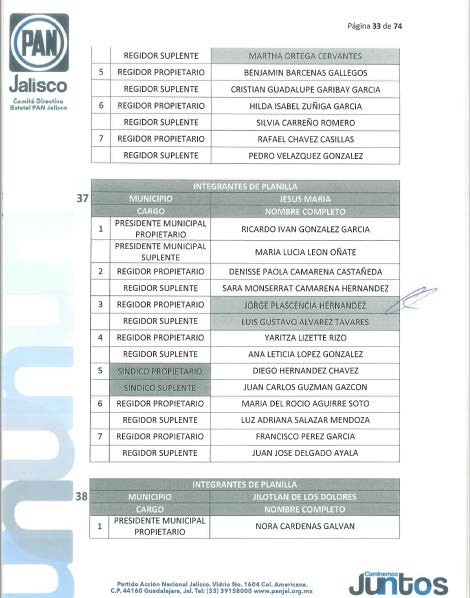 Página 33 de 74
PAN
Jalisco
Comité Directivo
Estatal PAN Jalisco
REGIDOR SUPLENTE MARTHA ORTEGA CERVANTES
5 REGIDOR PROPIETARIO BENJAMIN BARCENAS GALLEGOS
REGIDOR SUPLENTE CRISTIAN GUADALUPE GARIBAY GARCIA
6 REGIDOR PROPIETARIO HILDA ISABEL ZUÑIGA GARCIA
REGIDOR SUPLENTE SILVIA CARREÑO ROMERO
7 REGIDOR PROPIETARIO RAFAEL CHAVEZ CASILLAS
REGIDOR SUPLENTE PEDRO VELAZQUEZ GONZALEZ
INTEGRANTES DE PLANILLA
37 MUNICIPIO JESUS MARIA
CARGO NOMBRE COMPLETO
1 PRESIDENTE MUNICIPAL PROPIETARIO RICARDO IVAN GONZALEZ GARCIA
PRESIDENTE MUNICIPAL SUPLENTE MARIA LUCIA LEON OÑATE
2 REGIDOR PROPIETARIO DENISSE PAOLA CAMARENA CASTAÑEDA
REGIDOR SUPLENTE SARA MONSERRAT CAMARENA HERNANDEZ
3 REGIDOR PROPIETARIO JORGE PLASCENCIA HERNANDEZ
REGIDOR SUPLENTE LUIS GUSTAVO ALVAREZ TAVARES
4 REGIDOR PROPIETARIO YARITZA LIZETTE RIZO
REGIDOR SUPLENTE ANA LETICIA LOPEZ GONZALEZ
5 SINDICO PROPIETARIO DIEGO HERNANDEZ CHAVEZ
SINDICO SUPLENTE JUAN CARLOS GUZMAN GAZCON
6 REGIDOR PROPIETARIO MARIA DEL ROCIO AGUIRRE SOTO
REGIDOR SUPLENTE LUZ ADRIANA SALAZAR MENDOZA
7 REGIDOR PROPIETARIO FRANCISCO PEREZ GARCIA
REGIDOR SUPLENTE JUAN JOSE DELGADO AYALA
INTEGRANTES DE PLANILLA
38 MUNICIPIO JILOTLAN DE LOS DOLORES
CARGO NOMBRE COMPLETO
1 PRESIDENTE MUNICIPAL PROPIETARIO NORA CARDENAS GALVAN
Partido Acción Nacional Jalisco. Vidrio No. 1604 Col. Americana.
C.P. 44160 Guadalajara, Jal. Tel: (33) 39158000 www.panjal.org.mx
Caminemos
Juntos